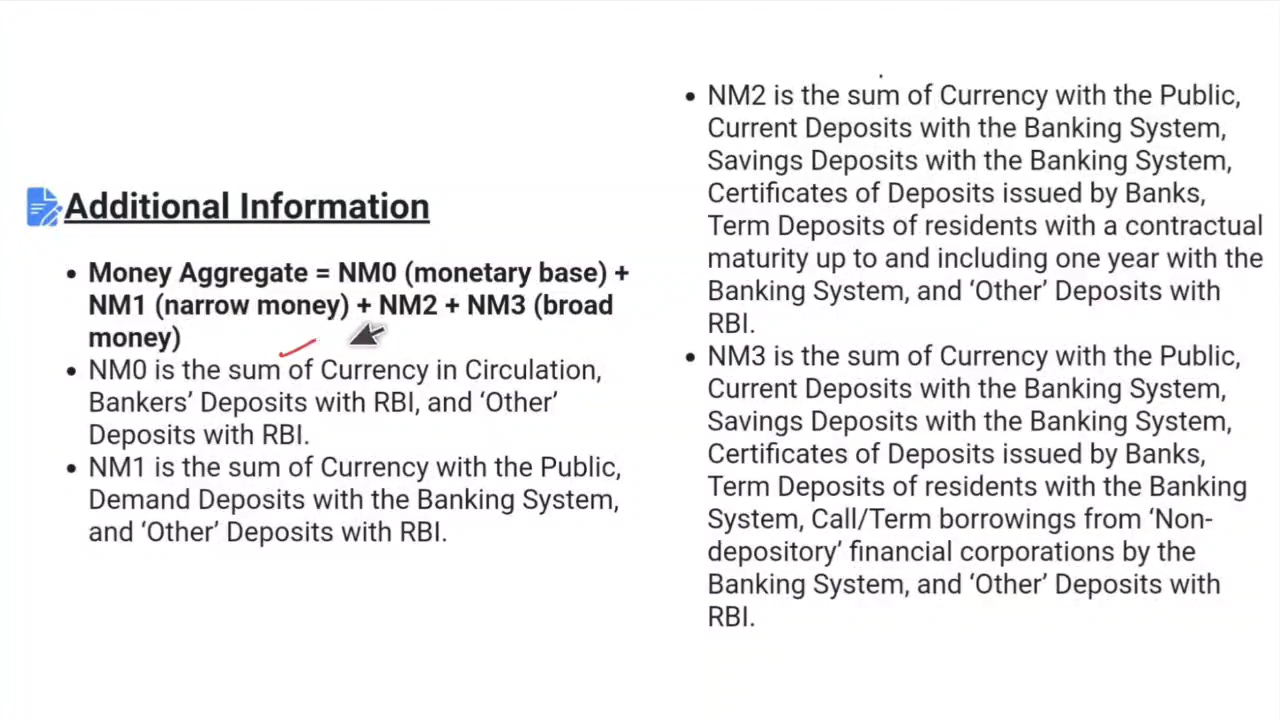 Additional Information
• Money Aggregate = NM0 (monetary base) +
NM1 (narrow money) + NM2 + NM3 (broad
money)
• NM0 is the sum of Currency in Circulation,
Bankers’ Deposits with RBI, and ‘Other’
Deposits with RBI.
• NM1 is the sum of Currency with the Public,
Demand Deposits with the Banking System,
and ‘Other’ Deposits with RBI.
• NM2 is the sum of Currency with the Public,
Current Deposits with the Banking System,
Savings Deposits with the Banking System,
Certificates of Deposits issued by Banks,
Term Deposits of residents with a contractual
maturity up to and including one year with the
Banking System, and ‘Other’ Deposits with
RBI.
• NM3 is the sum of Currency with the Public,
Current Deposits with the Banking System,
Savings Deposits with the Banking System,
Certificates of Deposits issued by Banks,
Term Deposits of residents with the Banking
System, Call/Term borrowings from ‘Non-
depository’ financial corporations by the
Banking System, and ‘Other’ Deposits with
RBI.